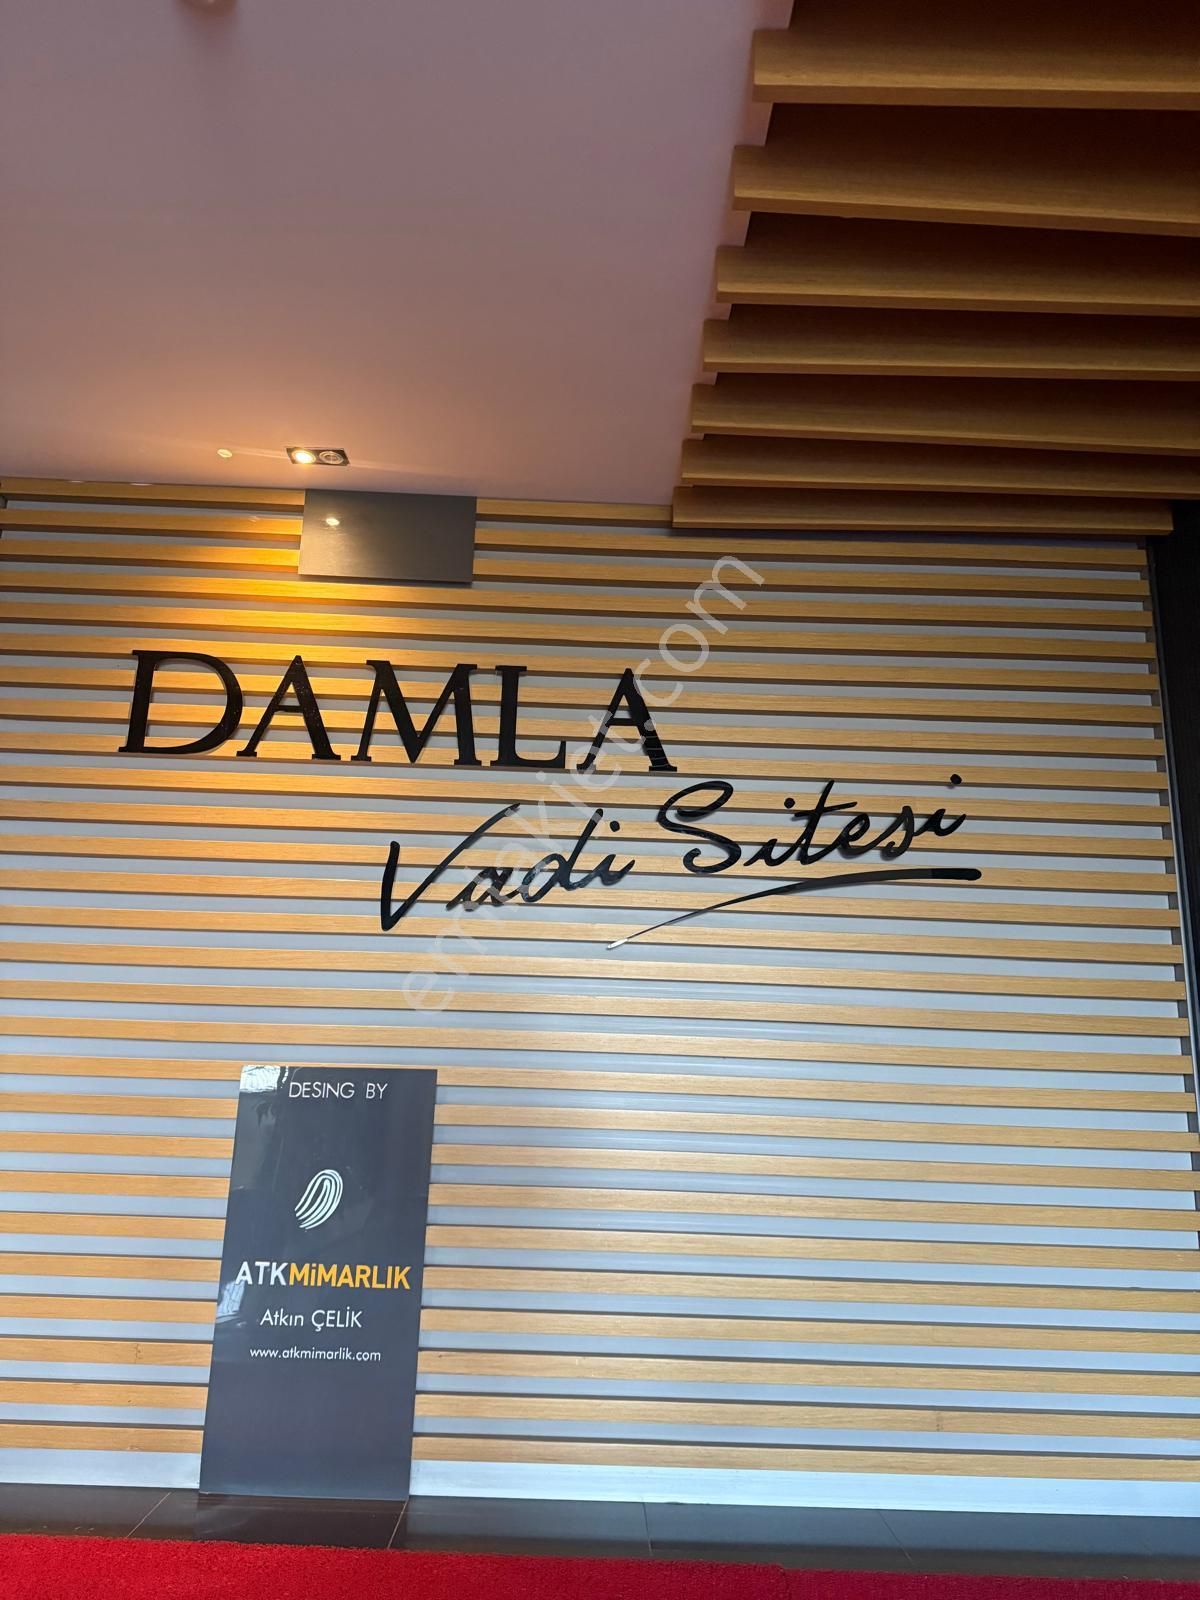 DAMLA
Vadi Sitesi
emlakjet.com
DESING BY
ATKMiMARLIK
Atkın ÇELİK
www.atkmimarlik.com